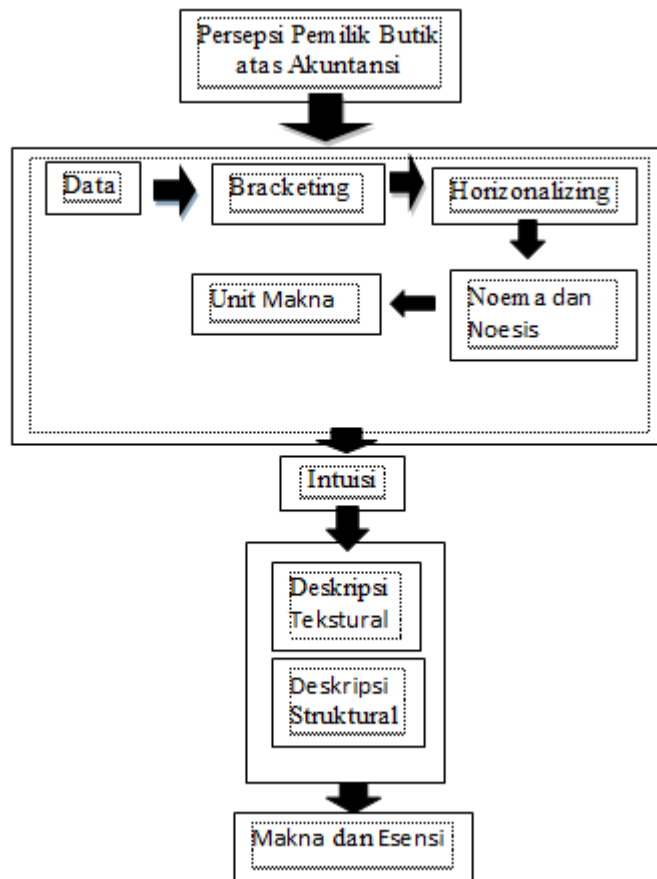 Persepsi Pemilik Butik
atas Akuntansi
Data
Bracketing
Horizonalizing
Noema dan
Noesis
Unit Makna
Intuisi
Deskripsi
Tekstural
Deskripsi
Struktural
Makna dan Esensi